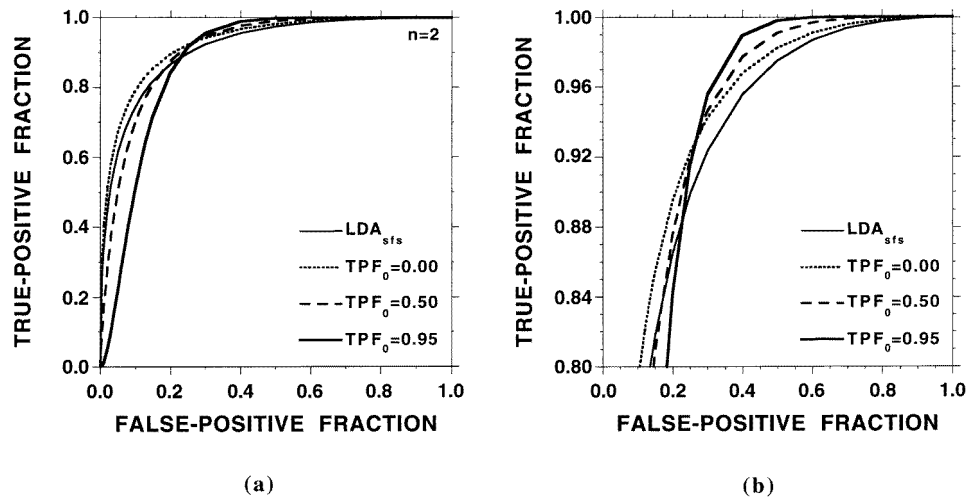 TRUE-POSITIVE FRACTION
1.0
0.8
0.6
0.4
0.2
0.0
n=2
LDAsfs
TPF0=0.00
TPF0=0.50
TPF0=0.95
0.0 0.2 0.4 0.6 0.8 1.0
FALSE-POSITIVE FRACTION
(a)
TRUE-POSITIVE FRACTION
1.00
0.96
0.92
0.88
0.84
0.80
LDAsfs
TPF0=0.00
TPF0=0.50
TPF0=0.95
0.0 0.2 0.4 0.6 0.8 1.0
FALSE-POSITIVE FRACTION
(b)